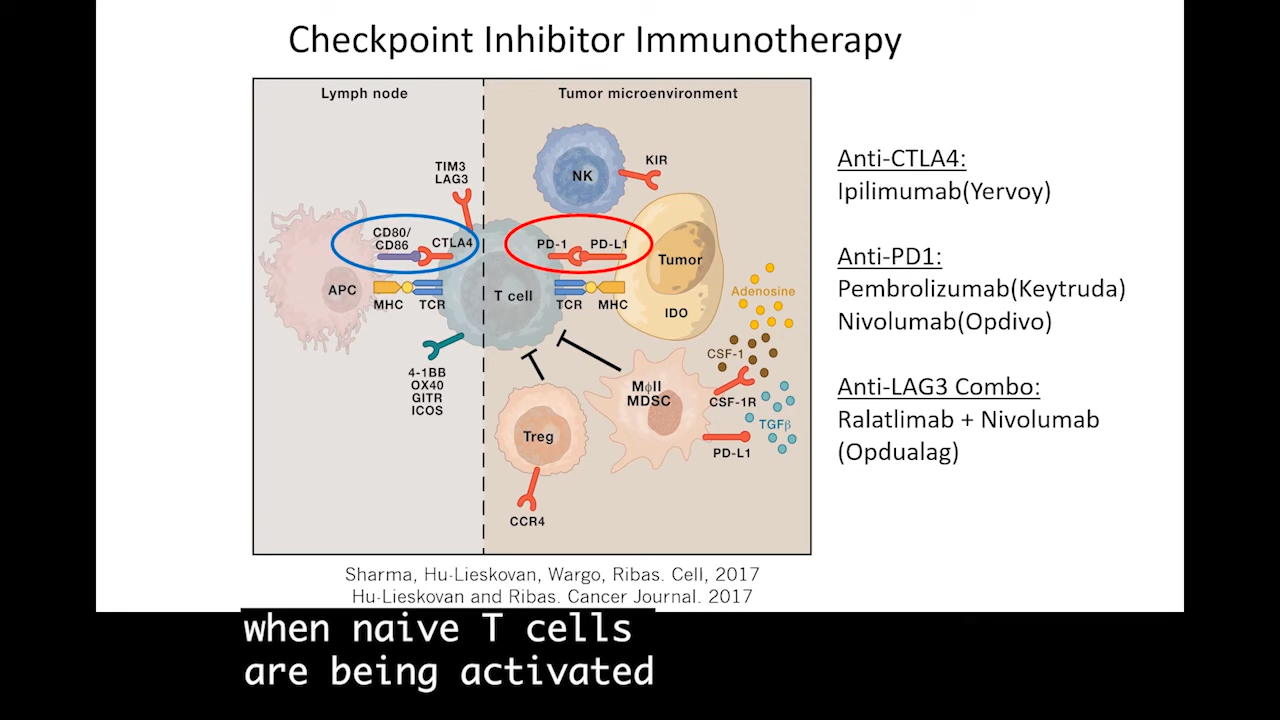 Checkpoint Inhibitor Immunotherapy
Lymph node
Tumor microenvironment
TIM3
LAG3
NK
KIR
CD80/
CD86
CTLA4
PD-1
PD-L1
Tumor
APC
MHC
TCR
T cell
TCR
MHC
IDO
Adenosine
4-1BB
OX40
GITR
ICOS
CSF-1
MϕII
MDSC
CSF-1R
TGFβ
PD-L1
Treg
CCR4
Anti-CTLA4:
Ipilimumab(Yervoy)
Anti-PD1:
Pembrolizumab(Keytruda)
Nivolumab(Opdivo)
Anti-LAG3 Combo:
Ralatlimab + Nivolumab
(Opdualag)
Sharma, Hu-Lieskovan, Wargo, Ribas. Cell, 2017
Hu-Lieskovan and Ribas. Cancer Journal. 2017
when naive T cells
are being activated